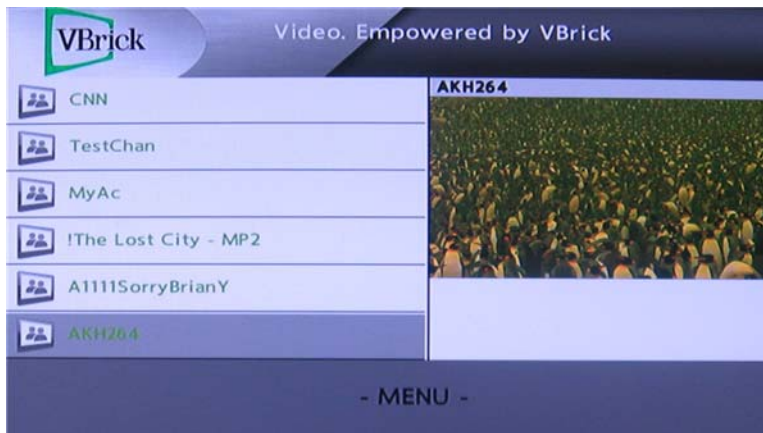 VBrick
Video. Empowered by VBrick
CNN
TestChan
MyAc
!The Lost City - MP2
A1111SorryBrianY
AKH264
AKH264
- MENU -